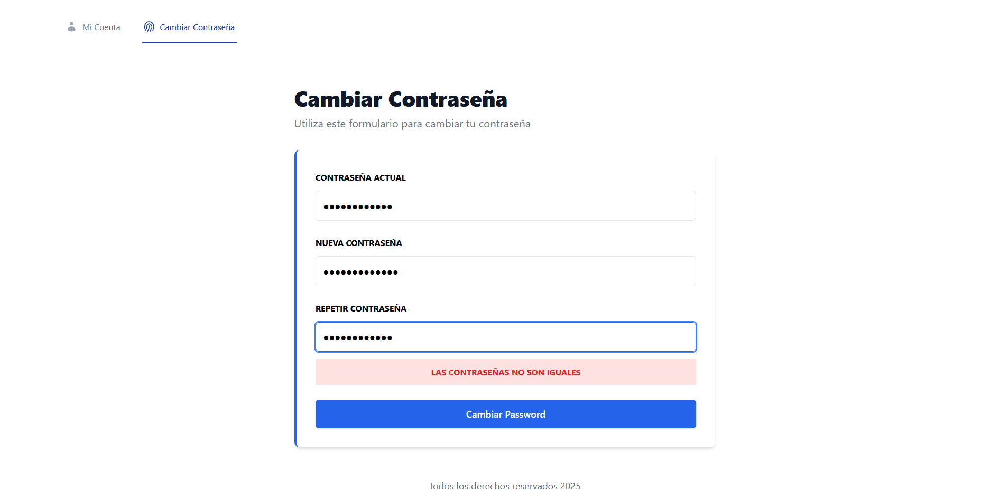 Mi Cuenta
Cambiar Contraseña
Cambiar Contraseña
Utiliza este formulario para cambiar tu contraseña
CONTRASEÑA ACTUAL
••••••••••••
NUEVA CONTRASEÑA
•••••••••••••
REPETIR CONTRASEÑA
••••••••••••
LAS CONTRASEÑAS NO SON IGUALES
Cambiar Password
Todos los derechos reservados 2025